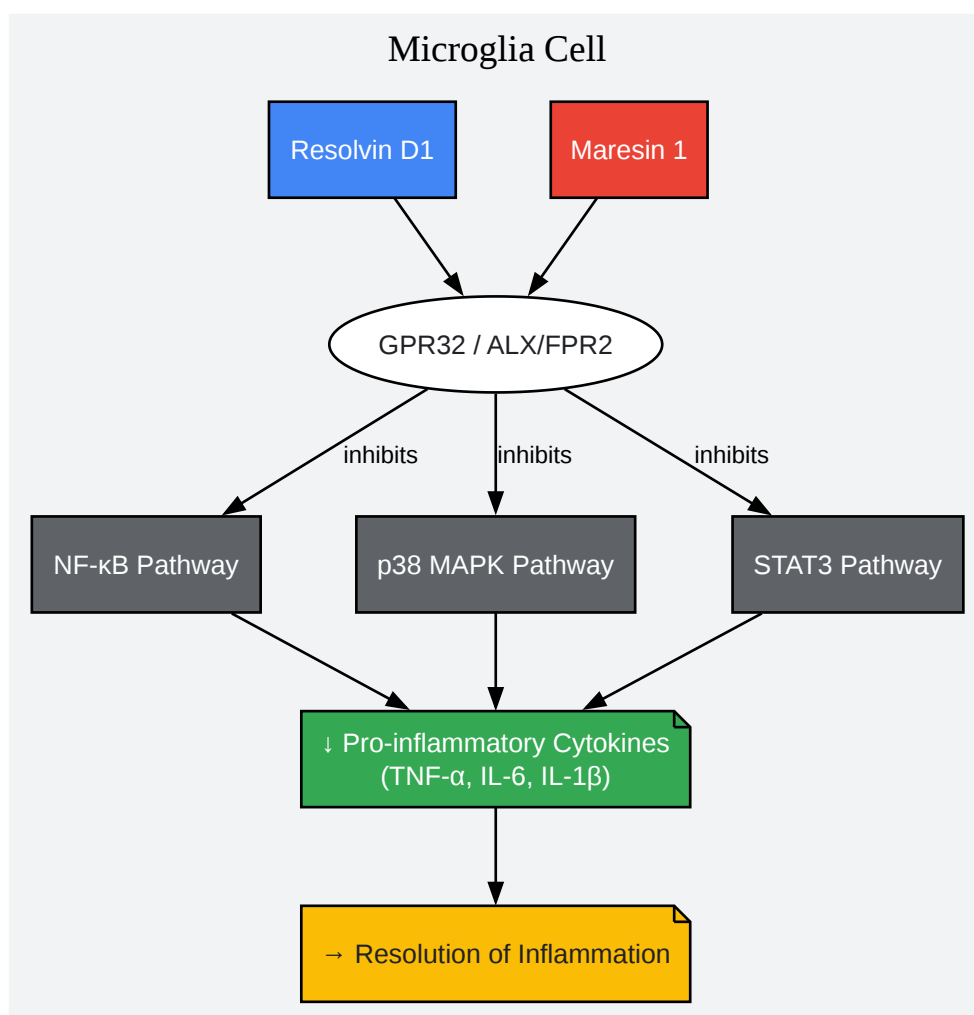 Microglia Cell
Resolvin D1
Maresin 1
GPR32 / ALX/FPR2
inhibits
inhibits
inhibits
NF-κB Pathway
p38 MAPK Pathway
STAT3 Pathway
↓ Pro-inflammatory Cytokines
(TNF-α, IL-6, IL-1β)
→ Resolution of Inflammation